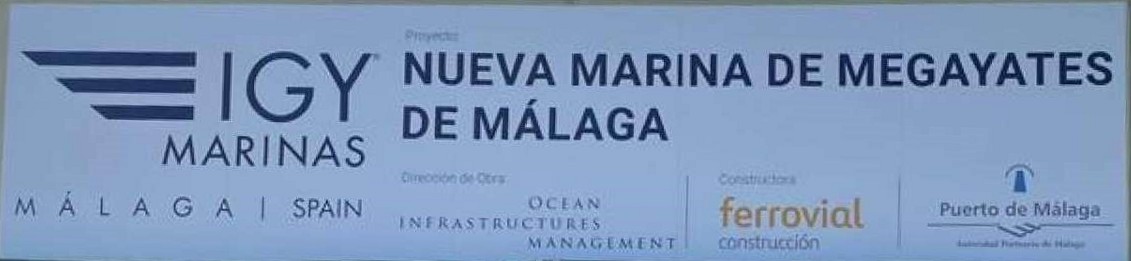 IGY
MARINAS
MÁLAGA | SPAIN
Proyecto:
NUEVA MARINA DE MEGAYATES
DE MÁLAGA
Dirección de Obra:
OCEAN
INFRASTRUCTURES
MANAGEMENT
Constructora:
ferrovial
construcción
Puerto de Málaga
Autoridad Portuaria de Málaga